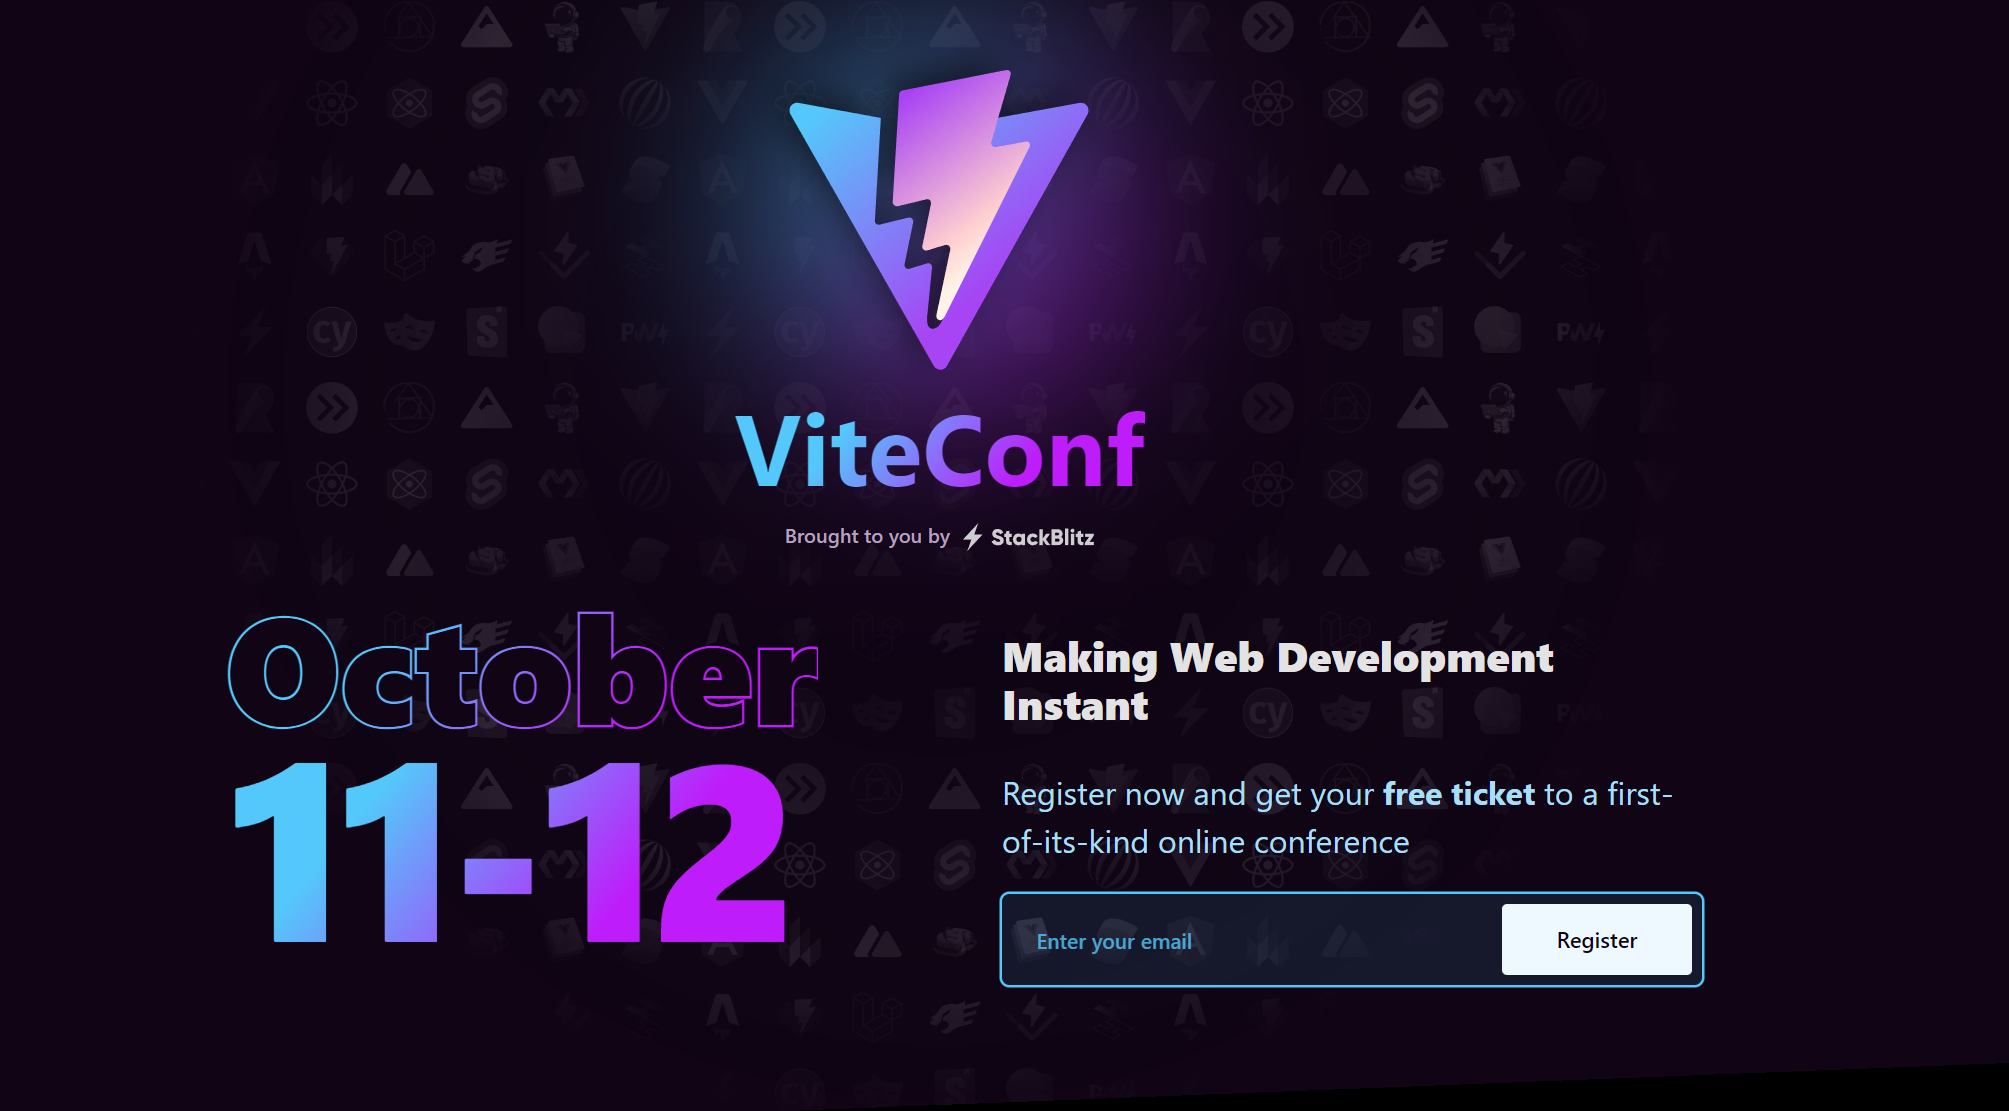 ViteConf
Brought to you by StackBlitz
October
11-12
Making Web Development
Instant
Register now and get your free ticket to a first-
of-its-kind online conference
Enter your email
Register